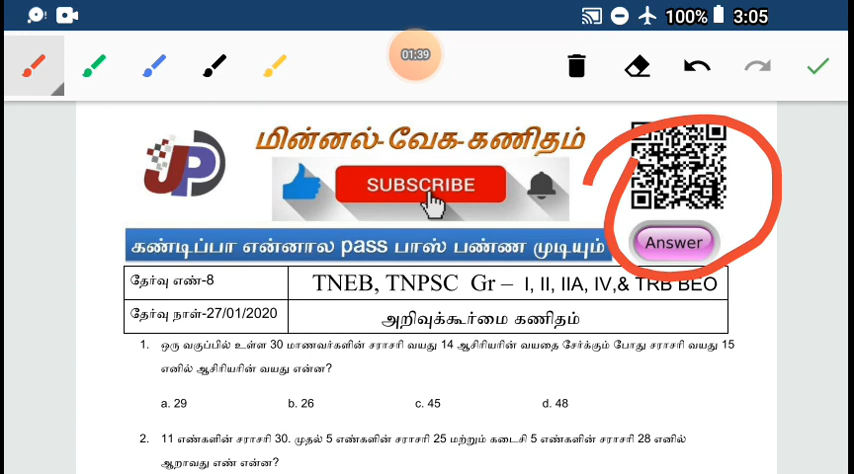 100% 3:05
01:39
JP
மின்னல்-வேக-கணிதம்
SUBSCRIBE
கண்டிப்பா என்னால pass பாஸ் பண்ண முடியும்
Answer
தேர்வு எண்-8
TNEB, TNPSC Gr – I, II, IIA, IV,& TRB BEO
தேர்வு நாள்-27/01/2020
அறிவுக்கூர்மை கணிதம்
1. ஒரு வகுப்பில் உள்ள 30 மாணவர்களின் சராசரி வயது 14 ஆசிரியரின் வயதை சேர்க்கும் போது சராசரி வயது 15
எனில் ஆசிரியரின் வயது என்ன?
a. 29 b. 26 c. 45 d. 48
2. 11 எண்களின் சராசரி 30. முதல் 5 எண்களின் சராசரி 25 மற்றும் கடைசி 5 எண்களின் சராசரி 28 எனில்
ஆறாவது எண் என்ன?